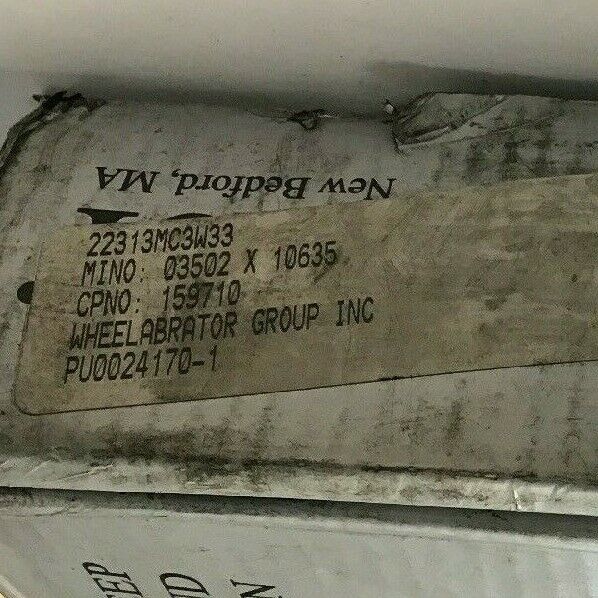 New Bedford, MA
22313MC3W33
MINO: 03502 X 10635
CPNO: 159710
WHEELABRATOR GROUP INC
PU0024170-1